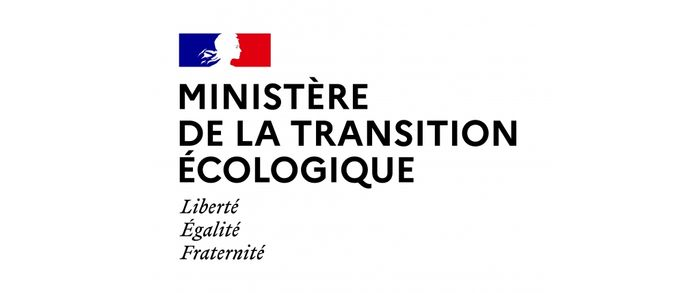 MINISTÈRE
DE LA TRANSITION
ÉCOLOGIQUE
Liberté
Égalité
Fraternité